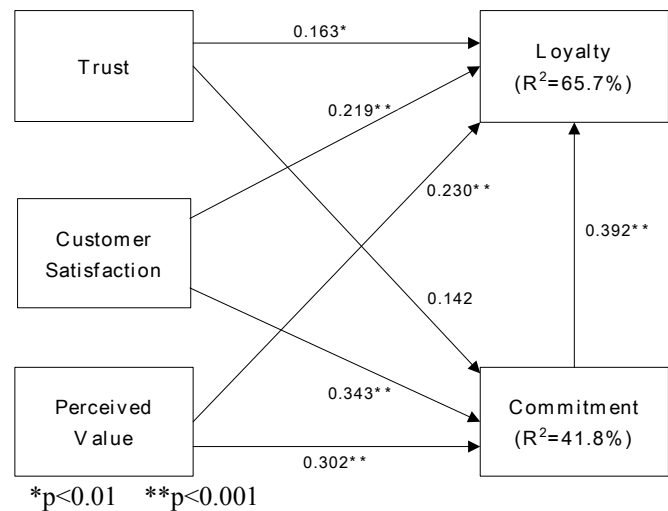 0.163*
Trust
Loyalty
(R²=65.7%)
0.219**
0.230**
Customer
Satisfaction
0.392**
0.142
0.343**
Perceived
Value
Commitment
(R²=41.8%)
0.302**
*p<0.01 **p<0.001